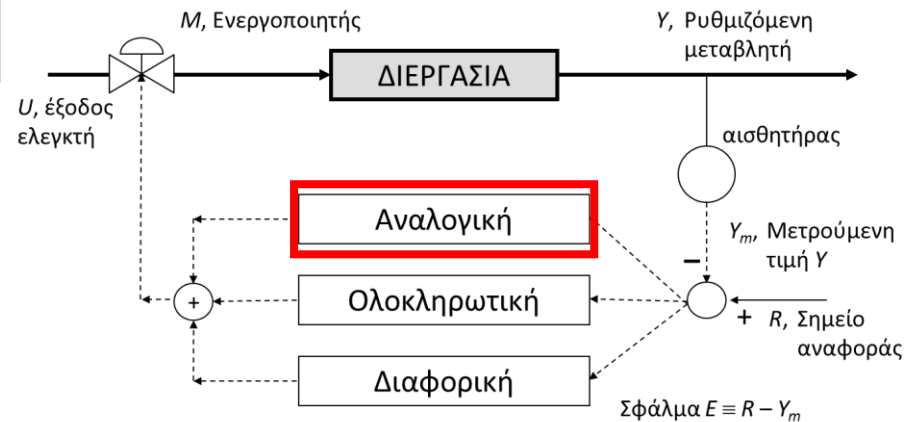 M, Ενεργοποιητής
Y, Ρυθμιζόμενη
μεταβλητή
ΔΙΕΡΓΑΣΙΑ
U, έξοδος
ελεγκτή
αισθητήρας
Αναλογική
Yₘ, Μετρούμενη
τιμή Y
−
Ολοκληρωτική
+
+ R, Σημείο
αναφοράς
Διαφορική
Σφάλμα E ≡ R – Yₘ